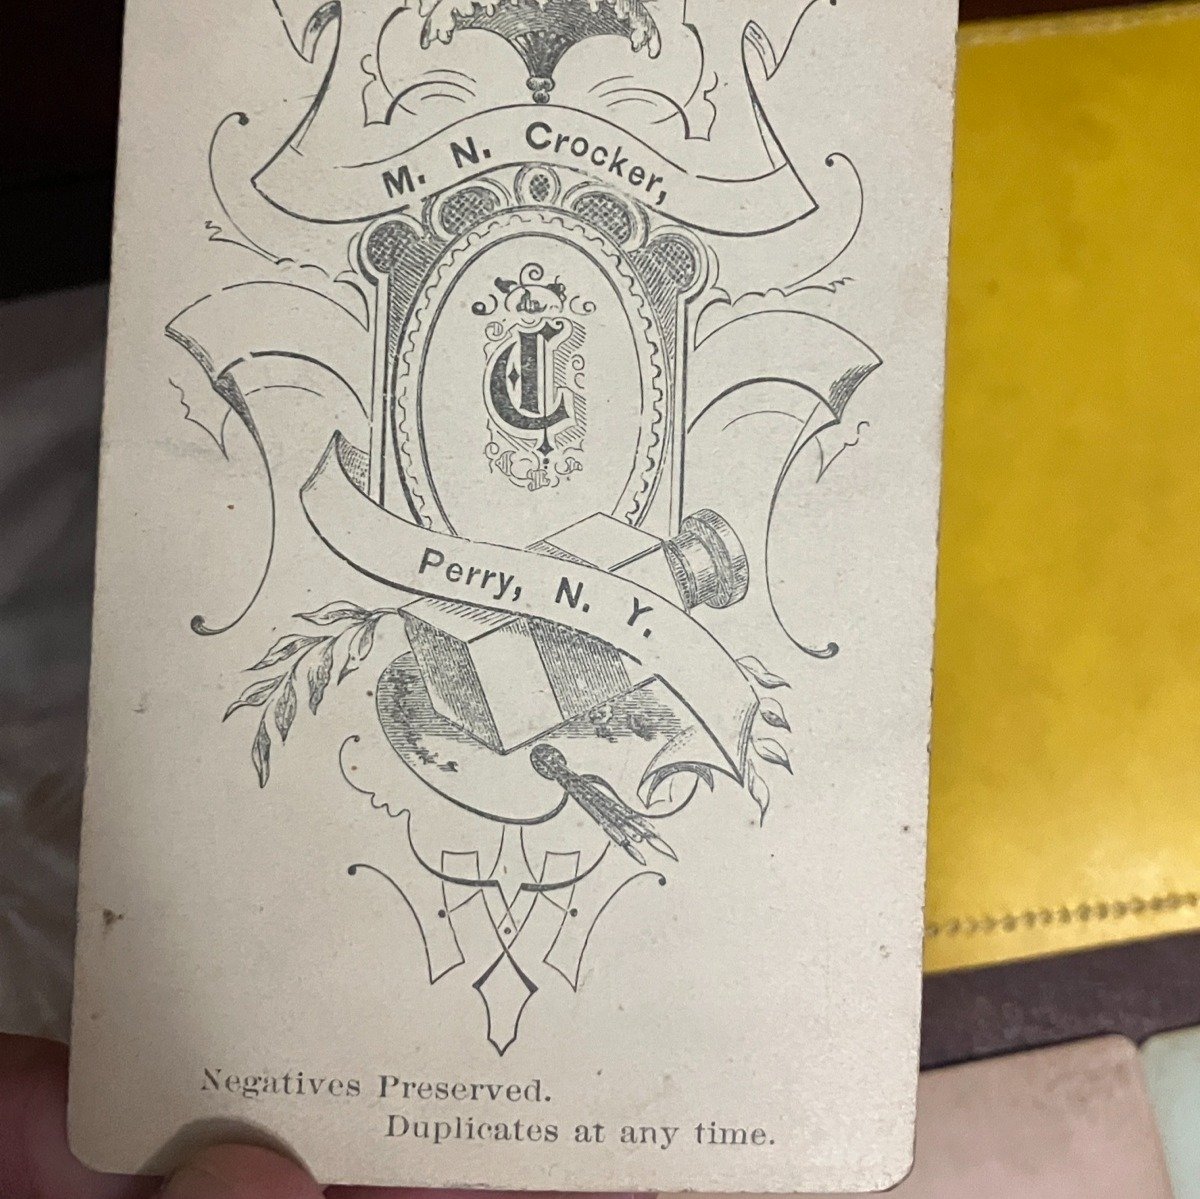 M. N. Crocker,
C
Perry, N. Y.
Negatives Preserved.
Duplicates at any time.